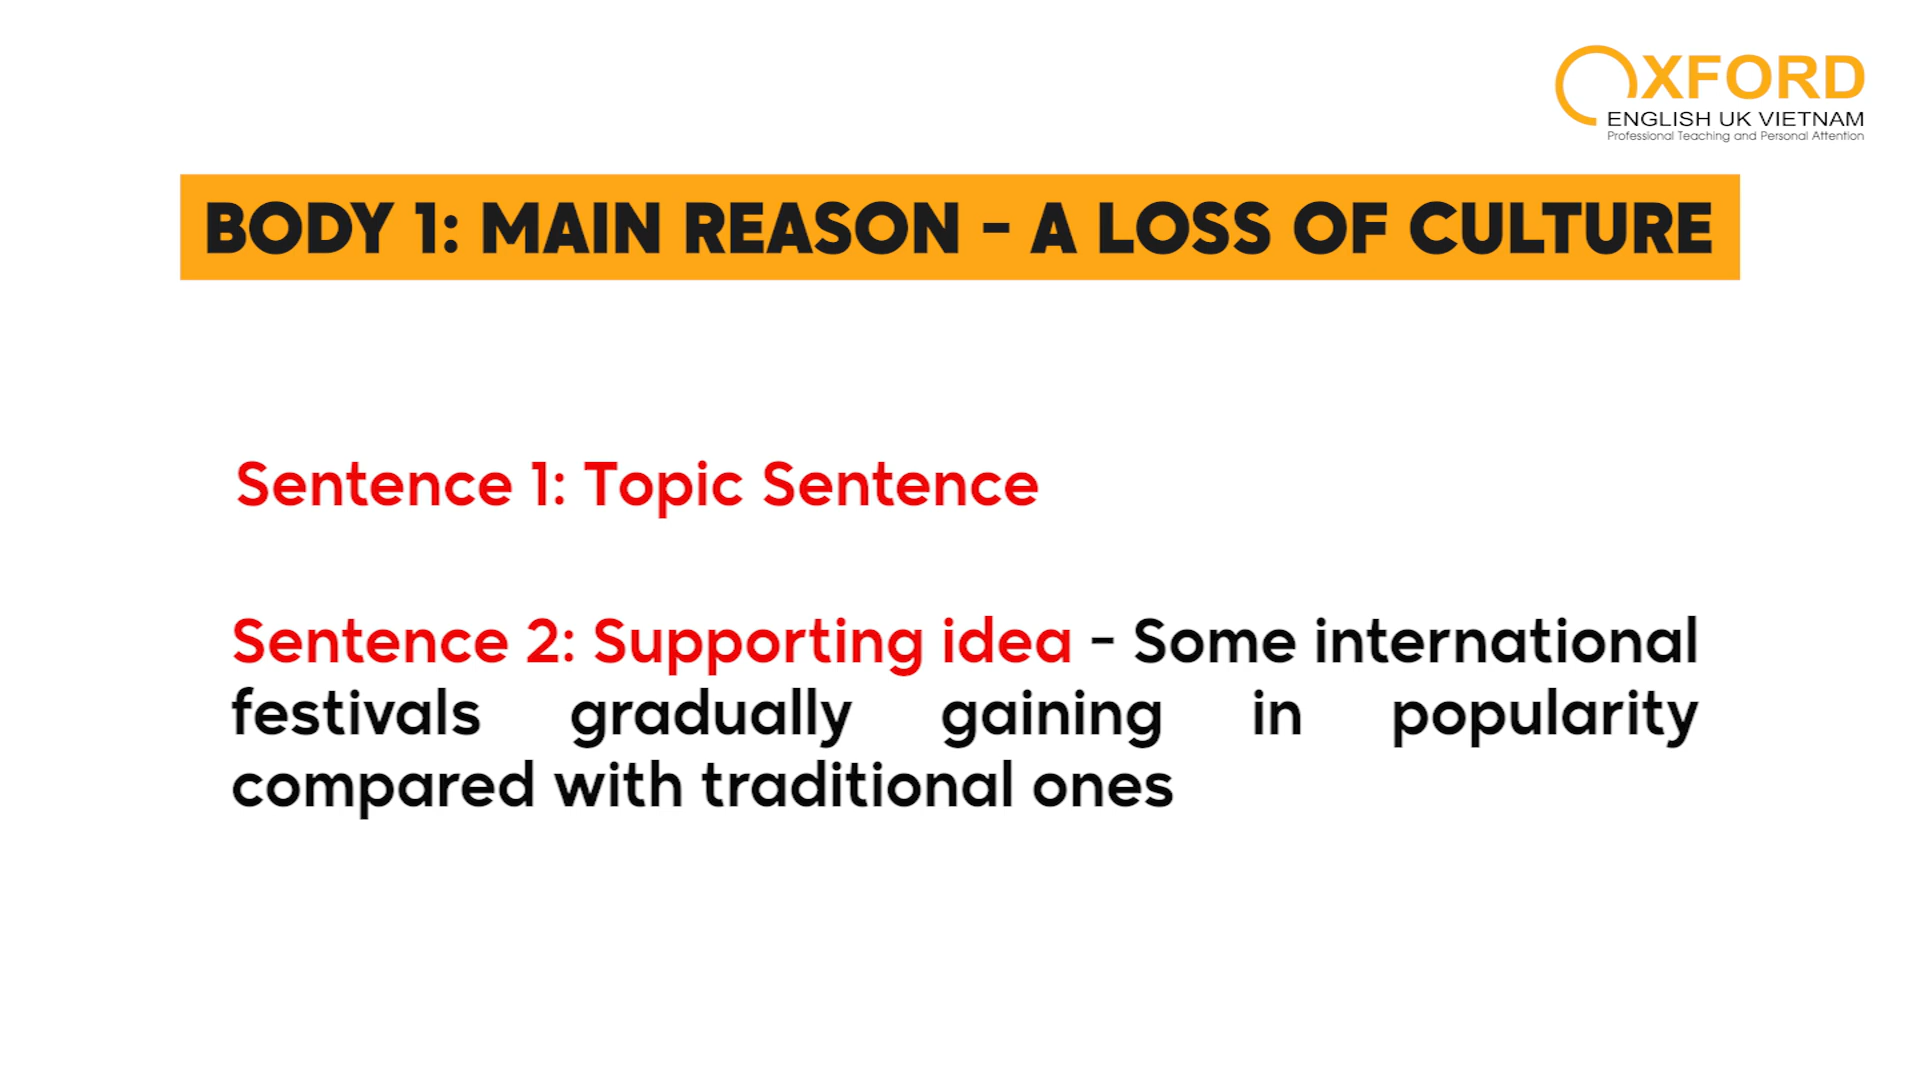 OXFORD
ENGLISH UK VIETNAM
Professional Teaching and Personal Attention
BODY 1: MAIN REASON - A LOSS OF CULTURE
Sentence 1: Topic Sentence
Sentence 2: Supporting idea - Some international
festivals gradually gaining in popularity
compared with traditional ones